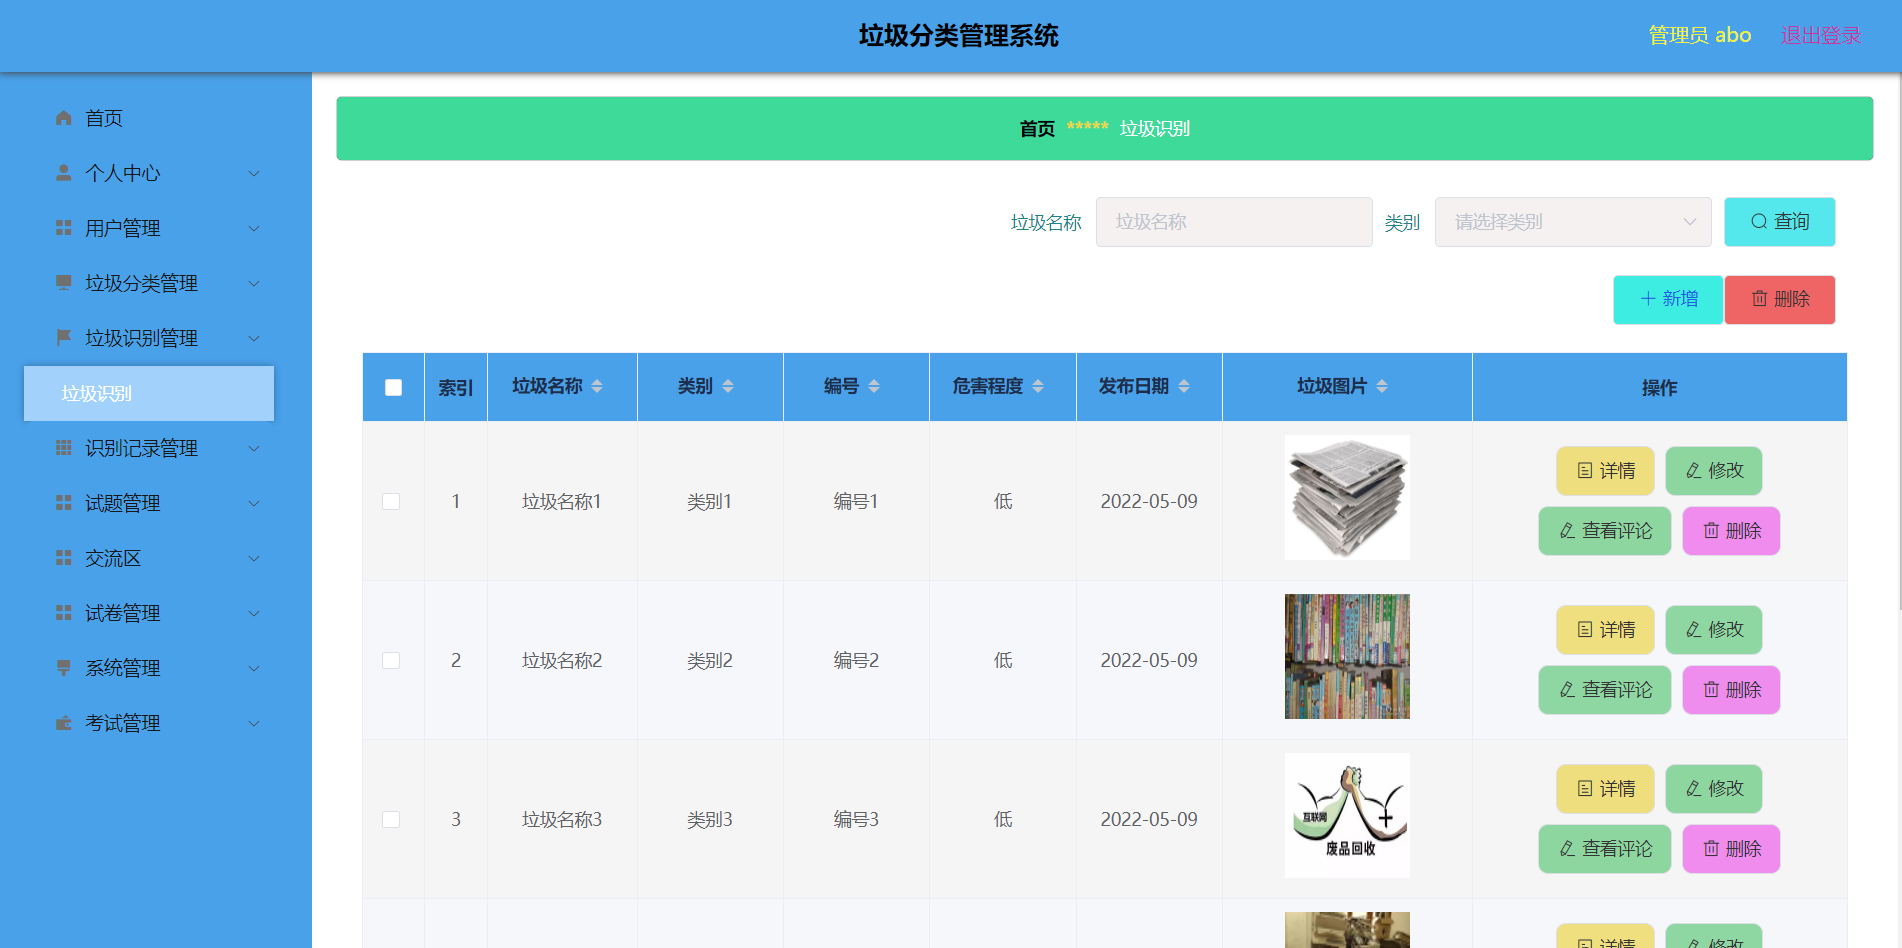 垃圾分类管理系统
管理员 abo
退出登录
首页
个人中心
用户管理
垃圾分类管理
垃圾识别管理
垃圾识别
识别记录管理
试题管理
交流区
试卷管理
系统管理
考试管理
首页 ***** 垃圾识别
垃圾名称 垃圾名称 类别 请选择类别 查询
新增 删除
索引 垃圾名称 类别 编号 危害程度 发布日期 垃圾图片 操作
1 垃圾名称1 类别1 编号1 低 2022-05-09
详情 修改
查看评论 删除
2 垃圾名称2 类别2 编号2 低 2022-05-09
详情 修改
查看评论 删除
3 垃圾名称3 类别3 编号3 低 2022-05-09
互联网
废品回收
详情 修改
查看评论 删除
详情 修改